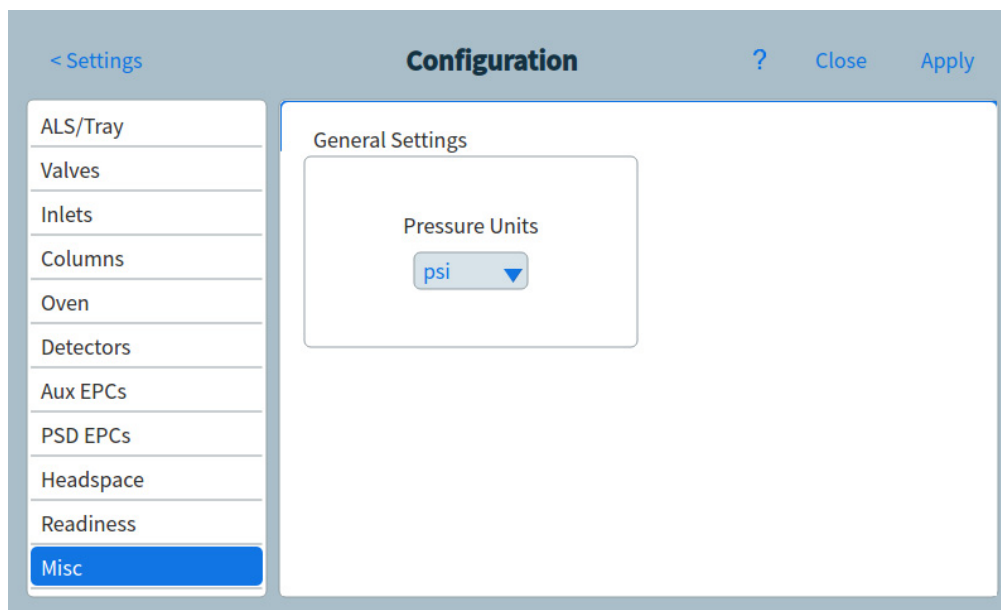 < Settings
Configuration
?
Close
Apply
ALS/Tray
Valves
Inlets
Columns
Oven
Detectors
Aux EPCs
PSD EPCs
Headspace
Readiness
Misc
General Settings
Pressure Units
psi